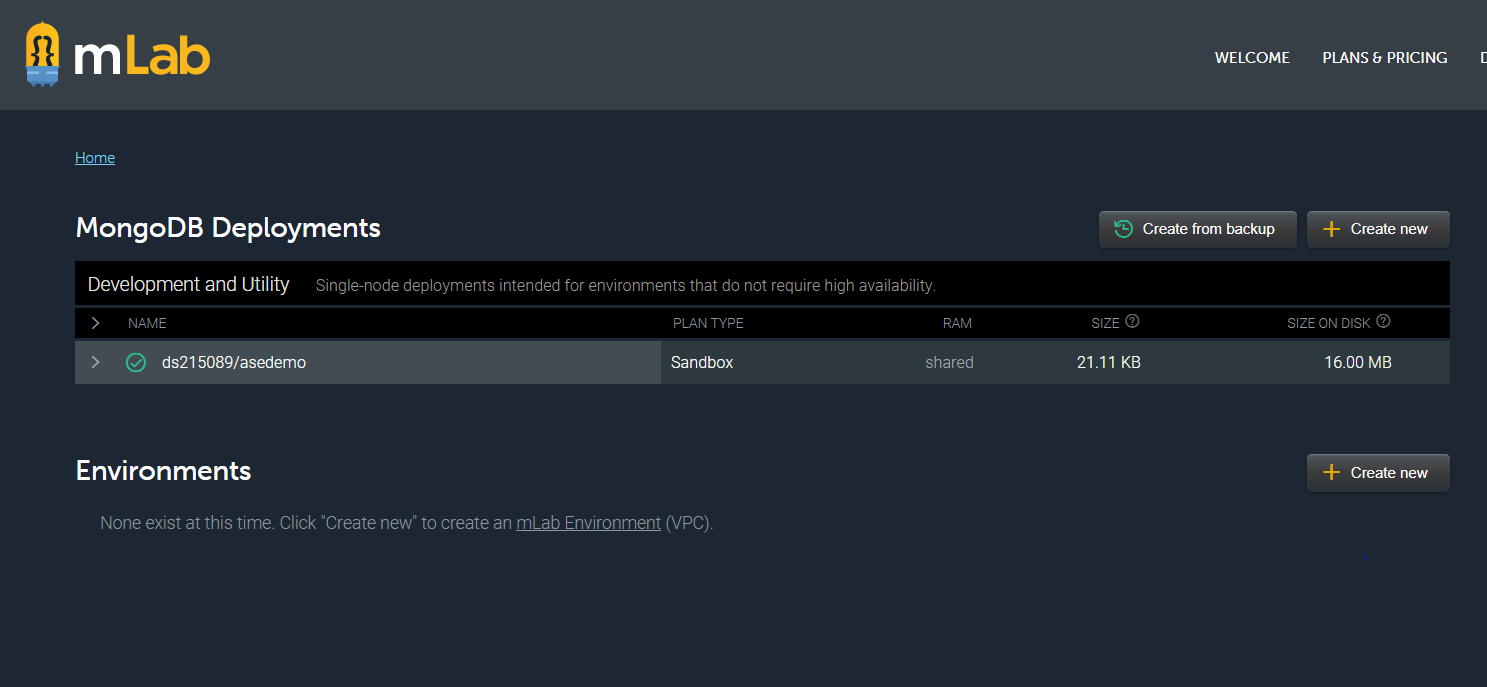 mLab
WELCOME PLANS & PRICING
Home
MongoDB Deployments
Create from backup
Create new
Development and Utility Single-node deployments intended for environments that do not require high availability.
NAME PLAN TYPE RAM SIZE SIZE ON DISK
ds215089/asedemo Sandbox shared 21.11 KB 16.00 MB
Environments
Create new
None exist at this time. Click "Create new" to create an mLab Environment (VPC).